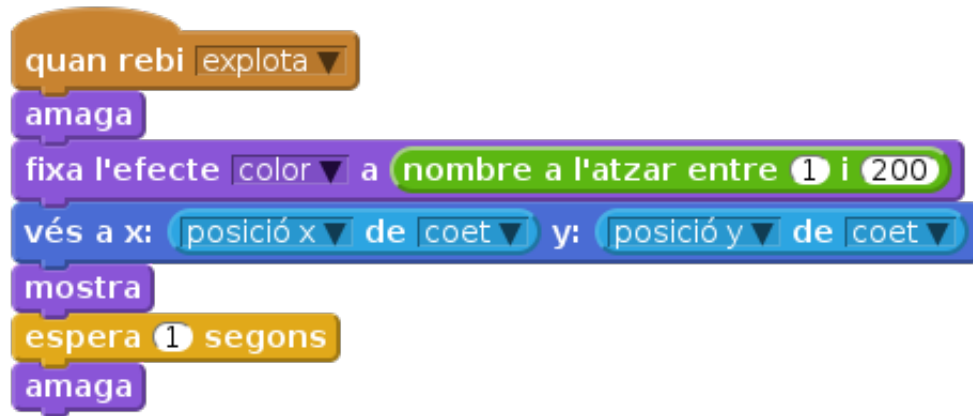 quan rebi explota
amaga
fixa l'efecte color a nombre a l'atzar entre 1 i 200
vés a x: posició x de coet y: posició y de coet
mostra
espera 1 segons
amaga